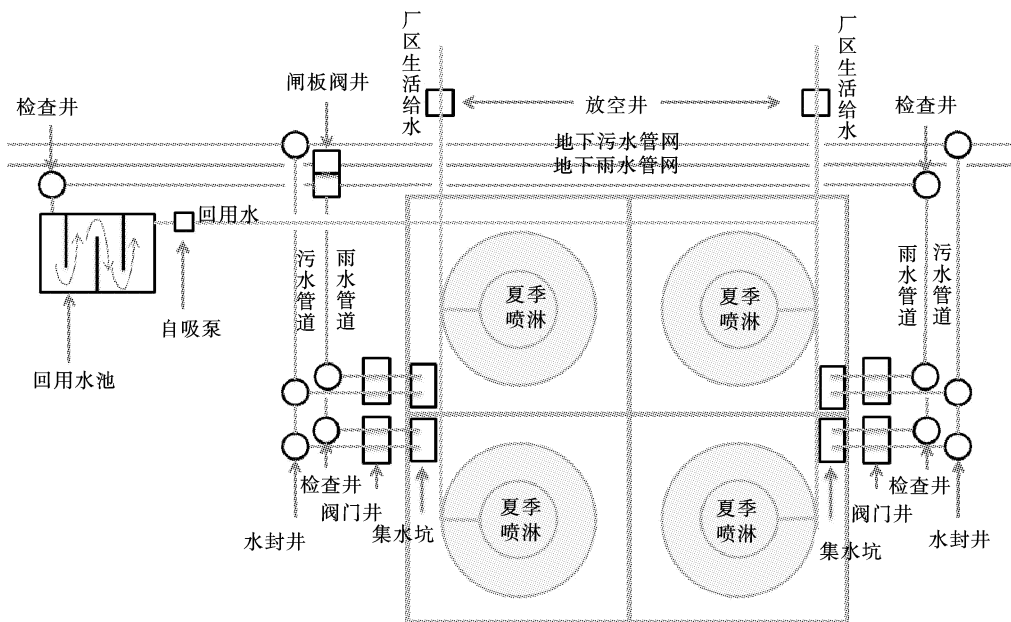 厂区生活给水
厂区生活给水
闸板阀井
检查井
放空井
检查井
地下污水管网
地下雨水管网
回用水
污水管道
雨水管道
雨水管道
污水管道
夏季
喷淋
夏季
喷淋
自吸泵
回用水池
检查井
阀门井
水封井
集水坑
夏季
喷淋
夏季
喷淋
检查井
阀门井
水封井
集水坑